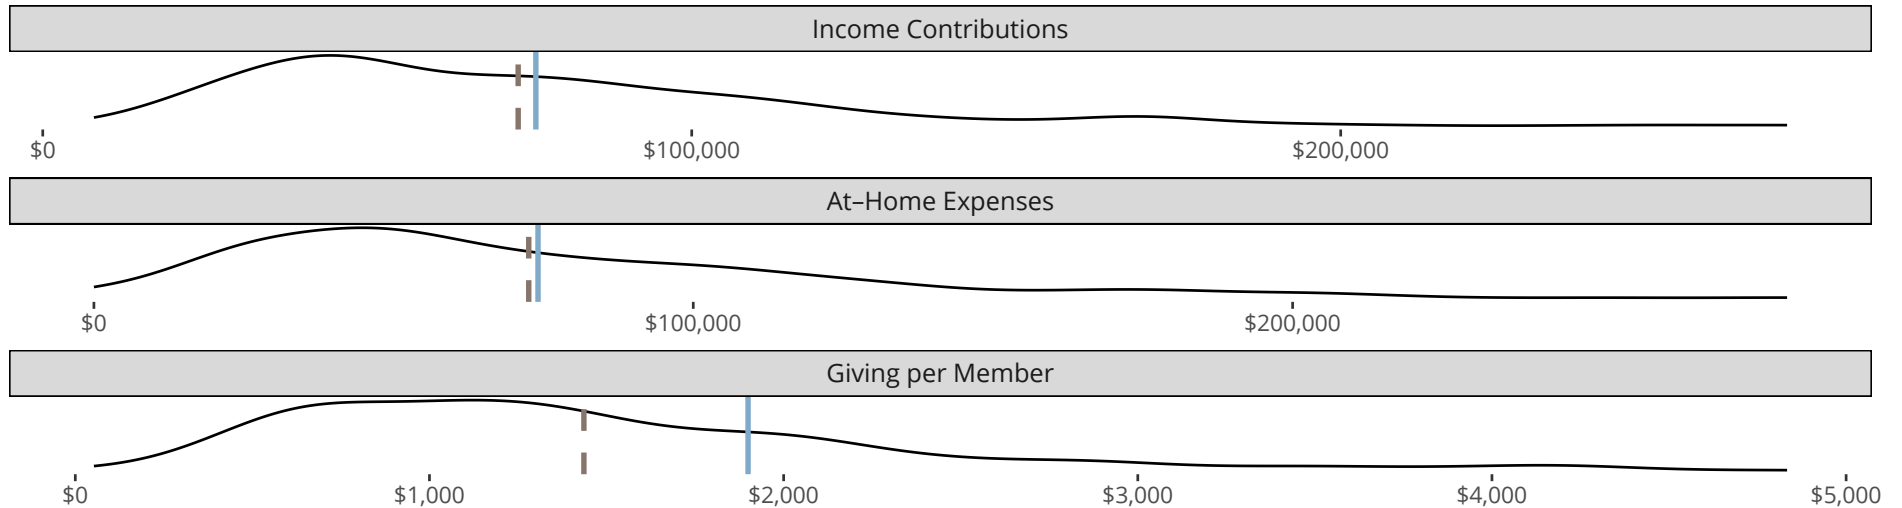 Income Contributions
$0 $100,000 $200,000
At–Home Expenses
$0 $100,000 $200,000
Giving per Member
$0 $1,000 $2,000 $3,000 $4,000 $5,000